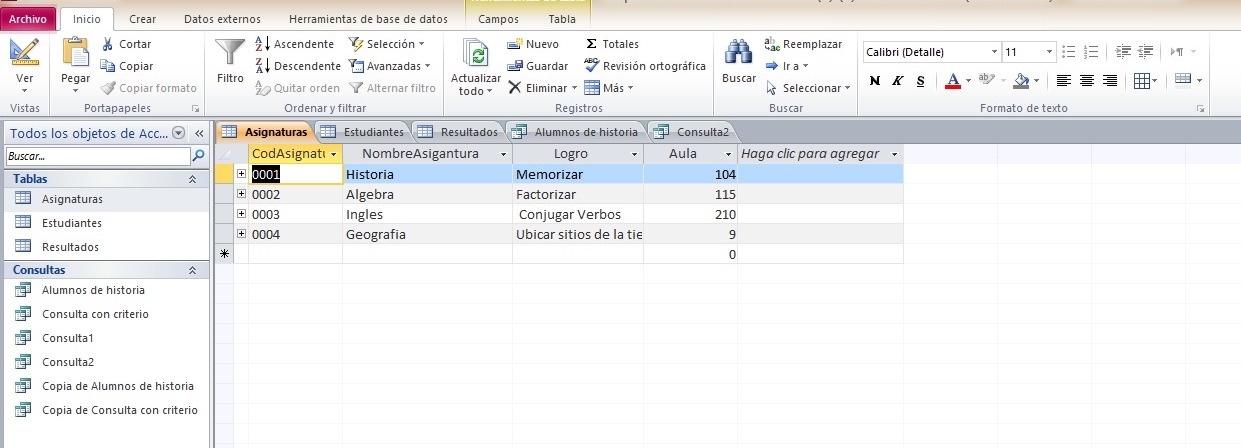 Archivo Inicio Crear Datos externos Herramientas de base de datos Campos Tabla
Ver
Vistas
Pegar
Cortar
Copiar
Copiar formato
Portapapeles
Filtro
Ascendente
Descendente
Quitar orden
Selección
Avanzadas
Alternar filtro
Ordenar y filtrar
Actualizar
todo
Nuevo
Guardar
Eliminar
Totales
Revisión ortográfica
Más
Registros
Buscar
Reemplazar
Ir a
Seleccionar
Buscar
Calibri (Detalle) 11
N K S A ab
Formato de texto
Todos los objetos de Acc...
Buscar...
Tablas
Asignaturas
Estudiantes
Resultados
Consultas
Alumnos de historia
Consulta con criterio
Consulta1
Consulta2
Copia de Alumnos de historia
Copia de Consulta con criterio
Asignaturas Estudiantes Resultados Alumnos de historia Consulta2
CodAsignatu NombreAsigantura Logro Aula Haga clic para agregar
0001 Historia Memorizar 104
0002 Algebra Factorizar 115
0003 Ingles Conjugar Verbos 210
0004 Geografia Ubicar sitios de la tie 9
0